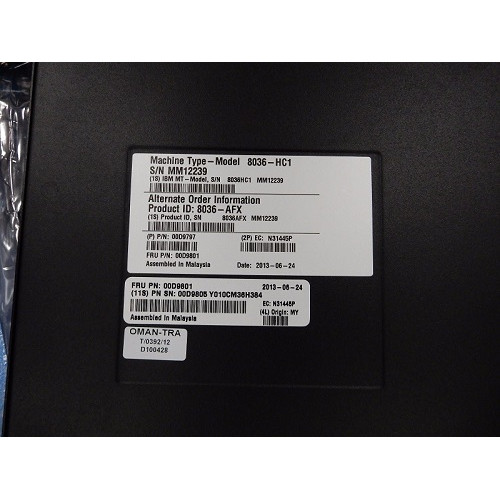 Machine Type-Model 8036-HC1
S/N MM12239
(1S) IBM MT-Model, S/N 8036HC1 MM12239
Alternate Order Information
Product ID: 8036-AFX
(1S) Product ID, SN 8036AFX MM12239
(P) P/N: 00D9797 (2P) EC: N31445P
FRU P/N: 00D9801
Assembled In Malaysia Date: 2013-06-24
FRU PN: 00D9801 2013-06-24
(11S) PN SN: 00D9805 Y010CM36H384
EC: N31445P
(4L) Origin: MY
Assembled In Malaysia
OMAN-TRA
T/0392/12
D100428